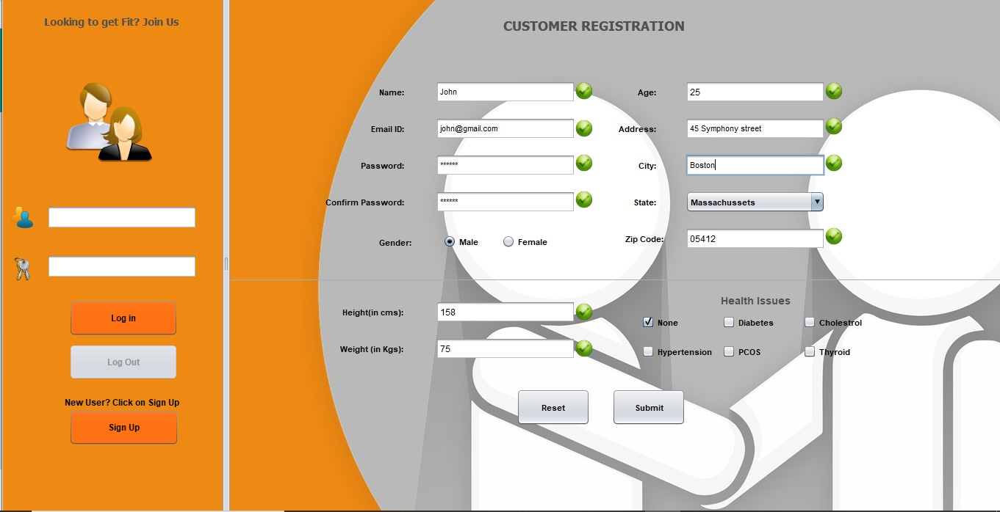 Looking to get Fit? Join Us
Log in
Log Out
New User? Click on Sign Up
Sign Up
CUSTOMER REGISTRATION
Name: John
Age: 25
Email ID: john@gmail.com
Address: 45 Symphony street
Password: ******
City: Boston
Confirm Password: ******
State: Massachussets
Gender: Male Female
Zip Code: 05412
Health Issues
Height(in cms): 158
None Diabetes Cholestrol
Weight (in Kgs): 75
Hypertension PCOS Thyroid
Reset Submit